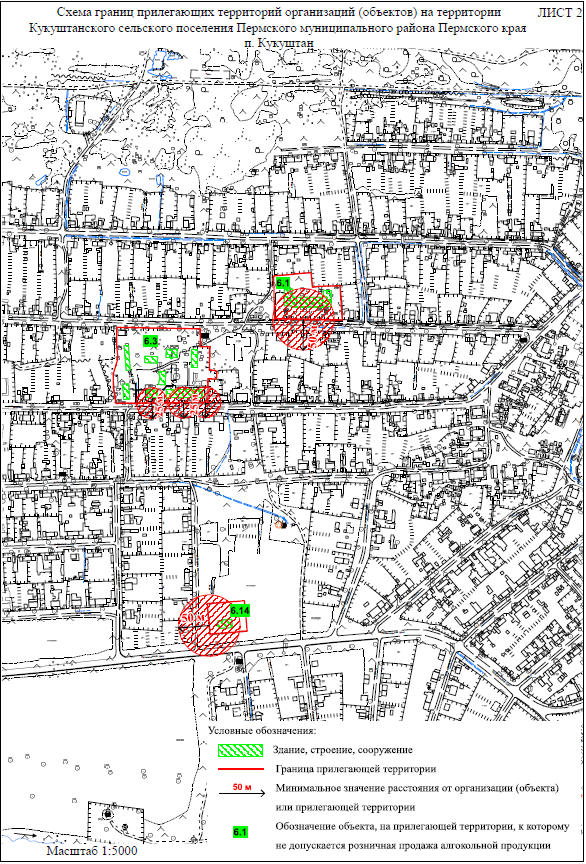 Схема границ прилегающих территорий организаций (объектов) на территории
ЛИСТ 2
Кукуштанского сельского поселения Пермского муниципального района Пермского края
п. Кукуштан
6.1
6.3
6.14
50 м
Условные обозначения:
Здание, строение, сооружение
Граница прилегающей территории
50 м
Минимальное значение расстояния от организации (объекта)
или прилегающей территории
6.1
Обозначение объекта, на прилегающей территории, к которому
не допускается розничная продажа алгокольной продукции
Масштаб 1:5000